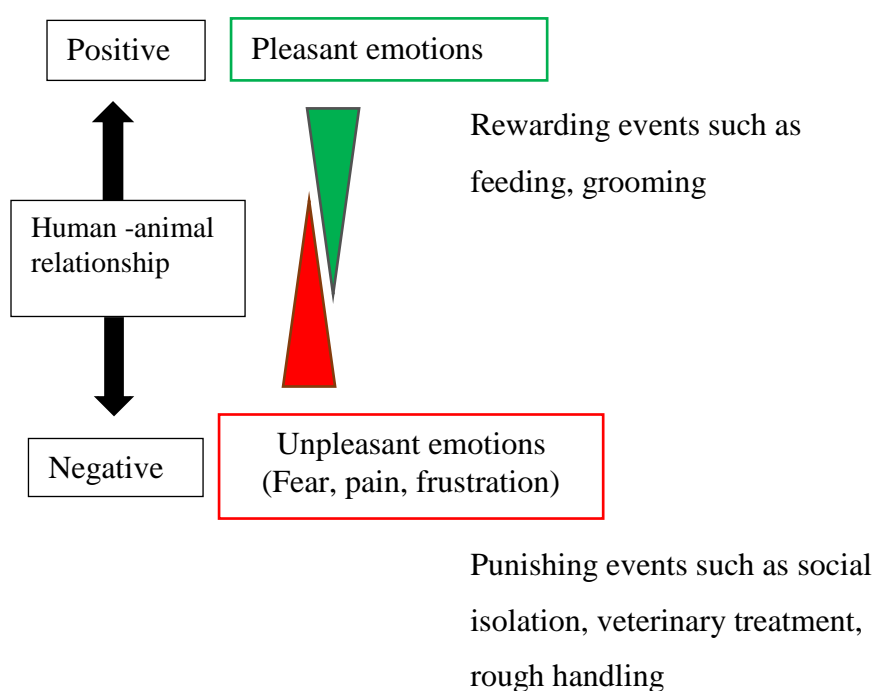 Positive
Pleasant emotions
Rewarding events such as
feeding, grooming
Human -animal
relationship
Negative
Unpleasant emotions
(Fear, pain, frustration)
Punishing events such as social
isolation, veterinary treatment,
rough handling